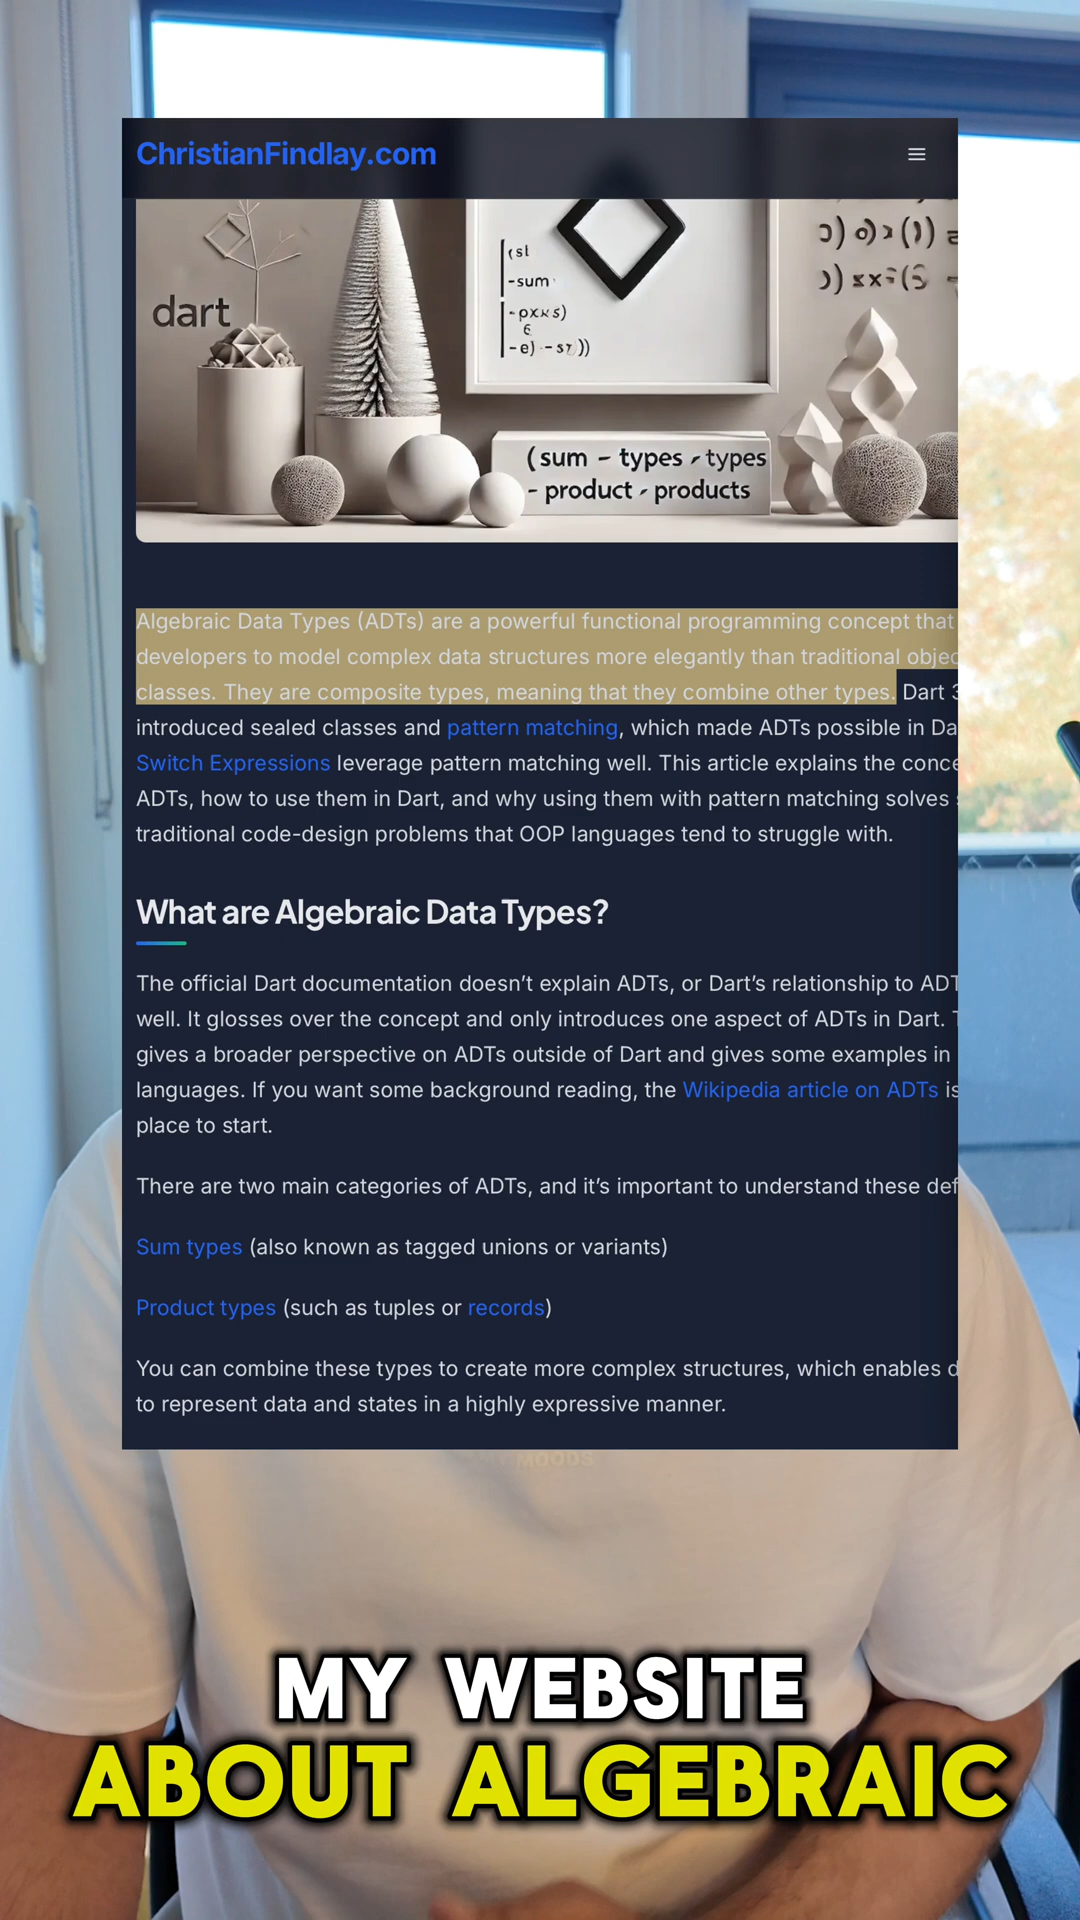 ChristianFindlay.com
dart
(st
-sum
-pxxs)
6
-e) -st))
(sum - types - types
- product - products
Algebraic Data Types (ADTs) are a powerful functional programming concept that
developers to model complex data structures more elegantly than traditional
classes. They are composite types, meaning that they combine other types. Dart
introduced sealed classes and pattern matching, which made ADTs possible in
Switch Expressions leverage pattern matching well. This article explains the
ADTs, how to use them in Dart, and why using them with pattern matching solves
traditional code-design problems that OOP languages tend to struggle with.
What are Algebraic Data Types?
The official Dart documentation doesn’t explain ADTs, or Dart’s relationship to
well. It glosses over the concept and only introduces one aspect of ADTs in Dart.
gives a broader perspective on ADTs outside of Dart and gives some examples in
languages. If you want some background reading, the Wikipedia article on ADTs is
place to start.
There are two main categories of ADTs, and it’s important to understand these
Sum types (also known as tagged unions or variants)
Product types (such as tuples or records)
You can combine these types to create more complex structures, which enables
to represent data and states in a highly expressive manner.
MOODS
MY WEBSITE
ABOUT ALGEBRAIC